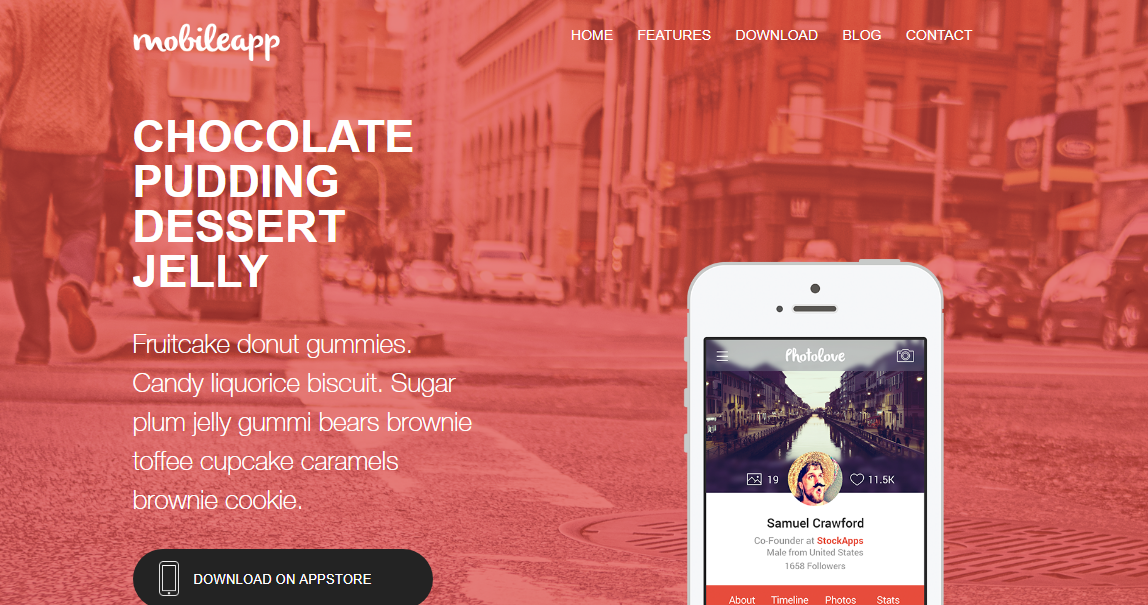 mobileapp
HOME FEATURES DOWNLOAD BLOG CONTACT
CHOCOLATE
PUDDING
DESSERT
JELLY
Fruitcake donut gummies.
Candy liquorice biscuit. Sugar
plum jelly gummi bears brownie
toffee cupcake caramels
brownie cookie.
DOWNLOAD ON APPSTORE
Photolove
19 11.5K
Samuel Crawford
Co-Founder at StockApps
Male from United States
1658 Followers
About Timeline Photos Stats